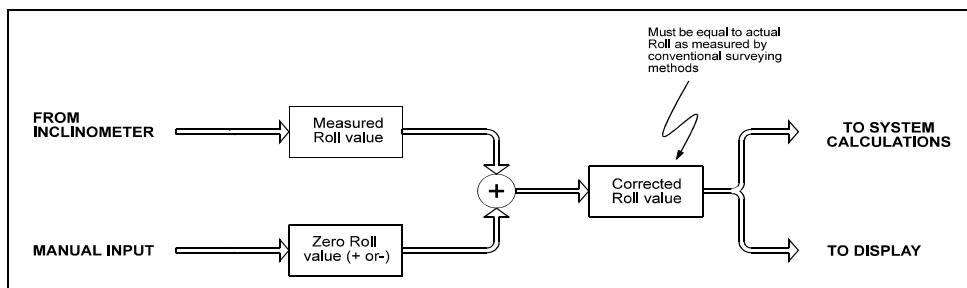 Must be equal to actual
Roll as measured by
conventional surveying
methods
FROM
INCLINOMETER
Measured
Roll value
TO SYSTEM
CALCULATIONS
+
Corrected
Roll value
MANUAL INPUT
Zero Roll
value (+ or-)
TO DISPLAY